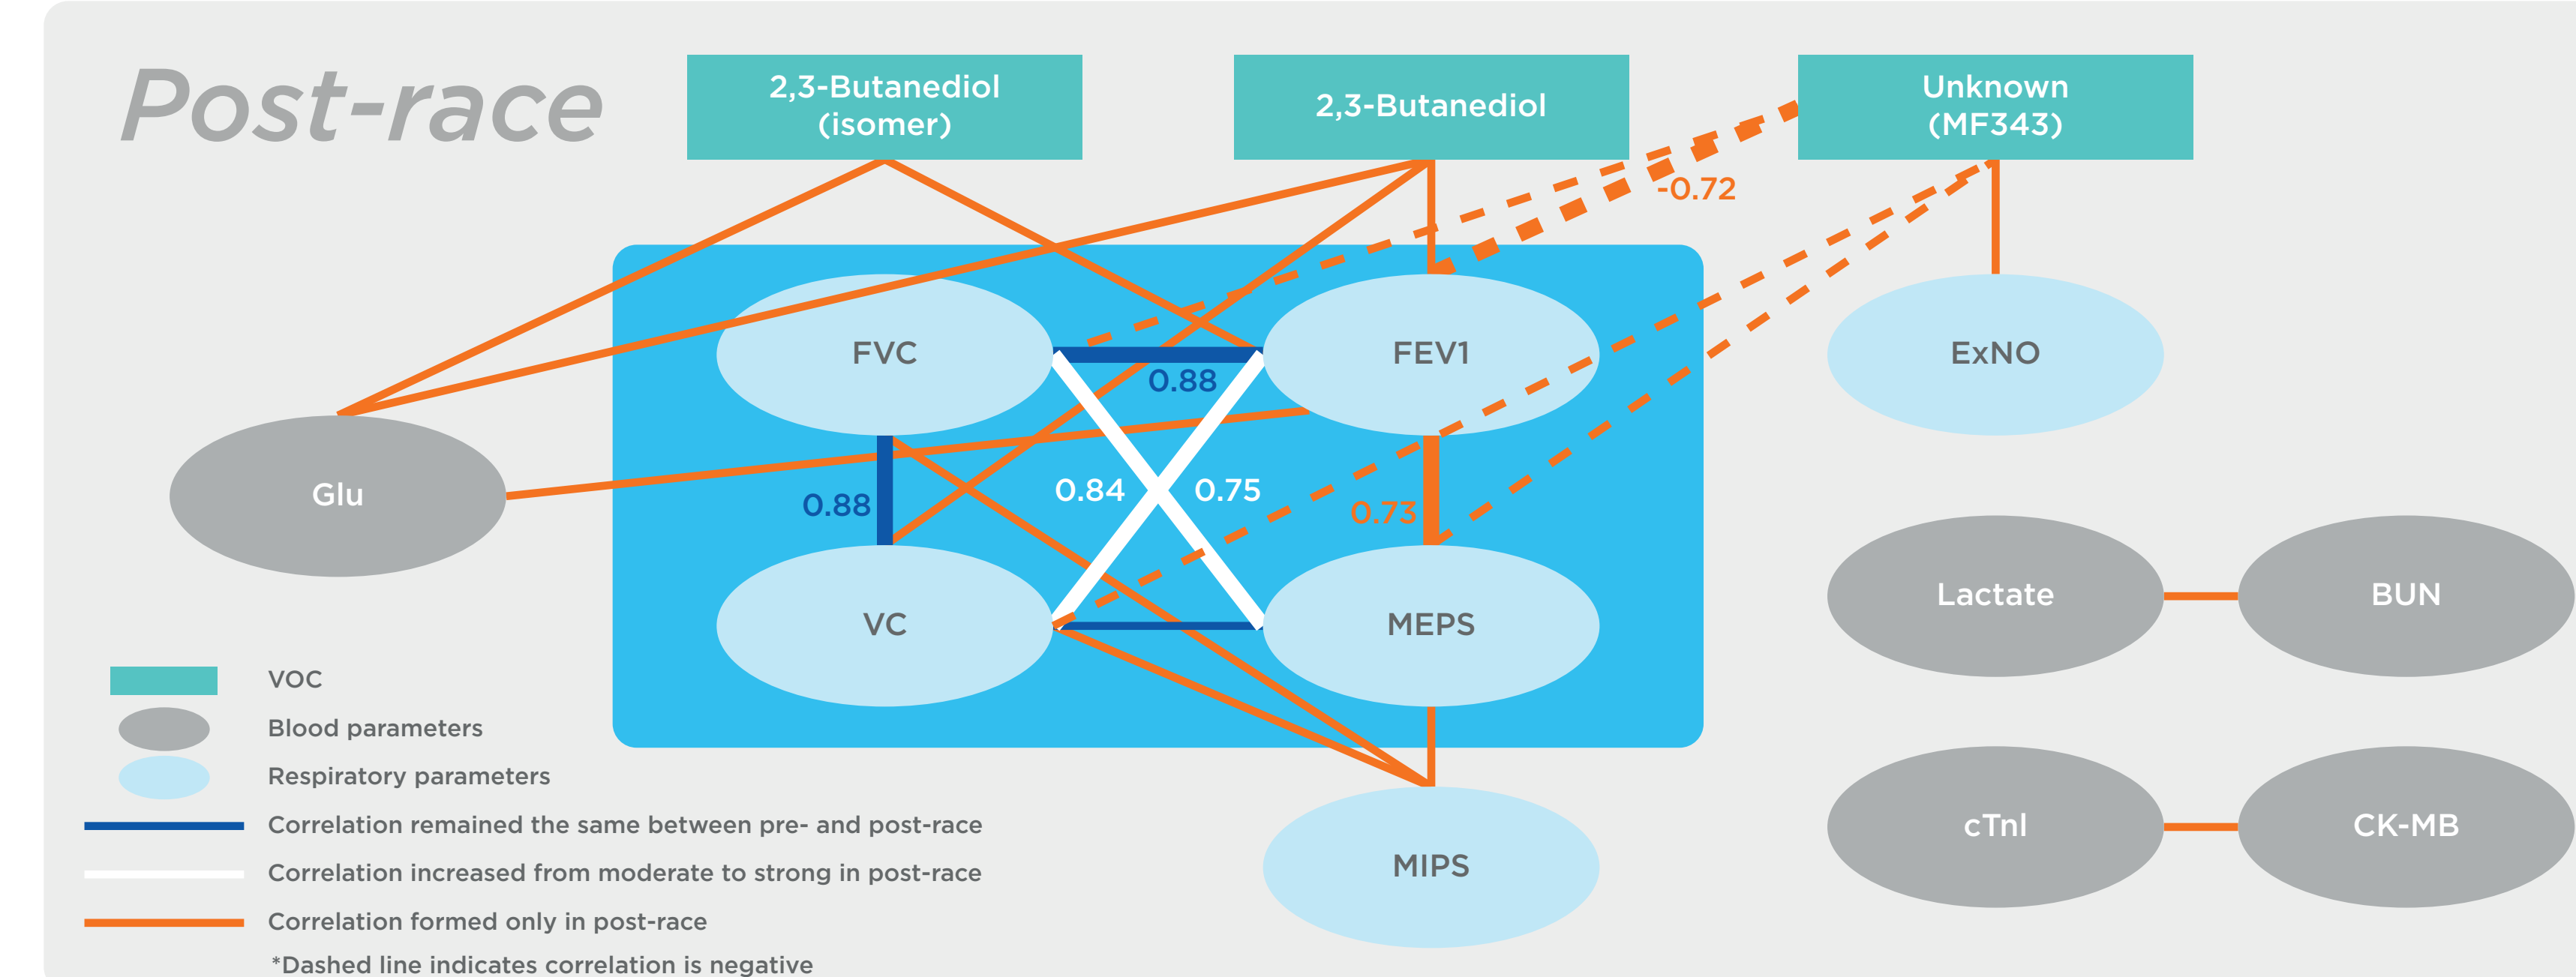 Post-race
2,3-Butanediol
(isomer)
2,3-Butanediol
Unknown
(MF343)
-0.72
FVC
FEV1
ExNO
0.88
Glu
0.88
0.84
0.75
0.73
VC
MEPS
Lactate
BUN
MIPS
cTnl
CK-MB
VOC
Blood parameters
Respiratory parameters
Correlation remained the same between pre- and post-race
Correlation increased from moderate to strong in post-race
Correlation formed only in post-race
*Dashed line indicates correlation is negative